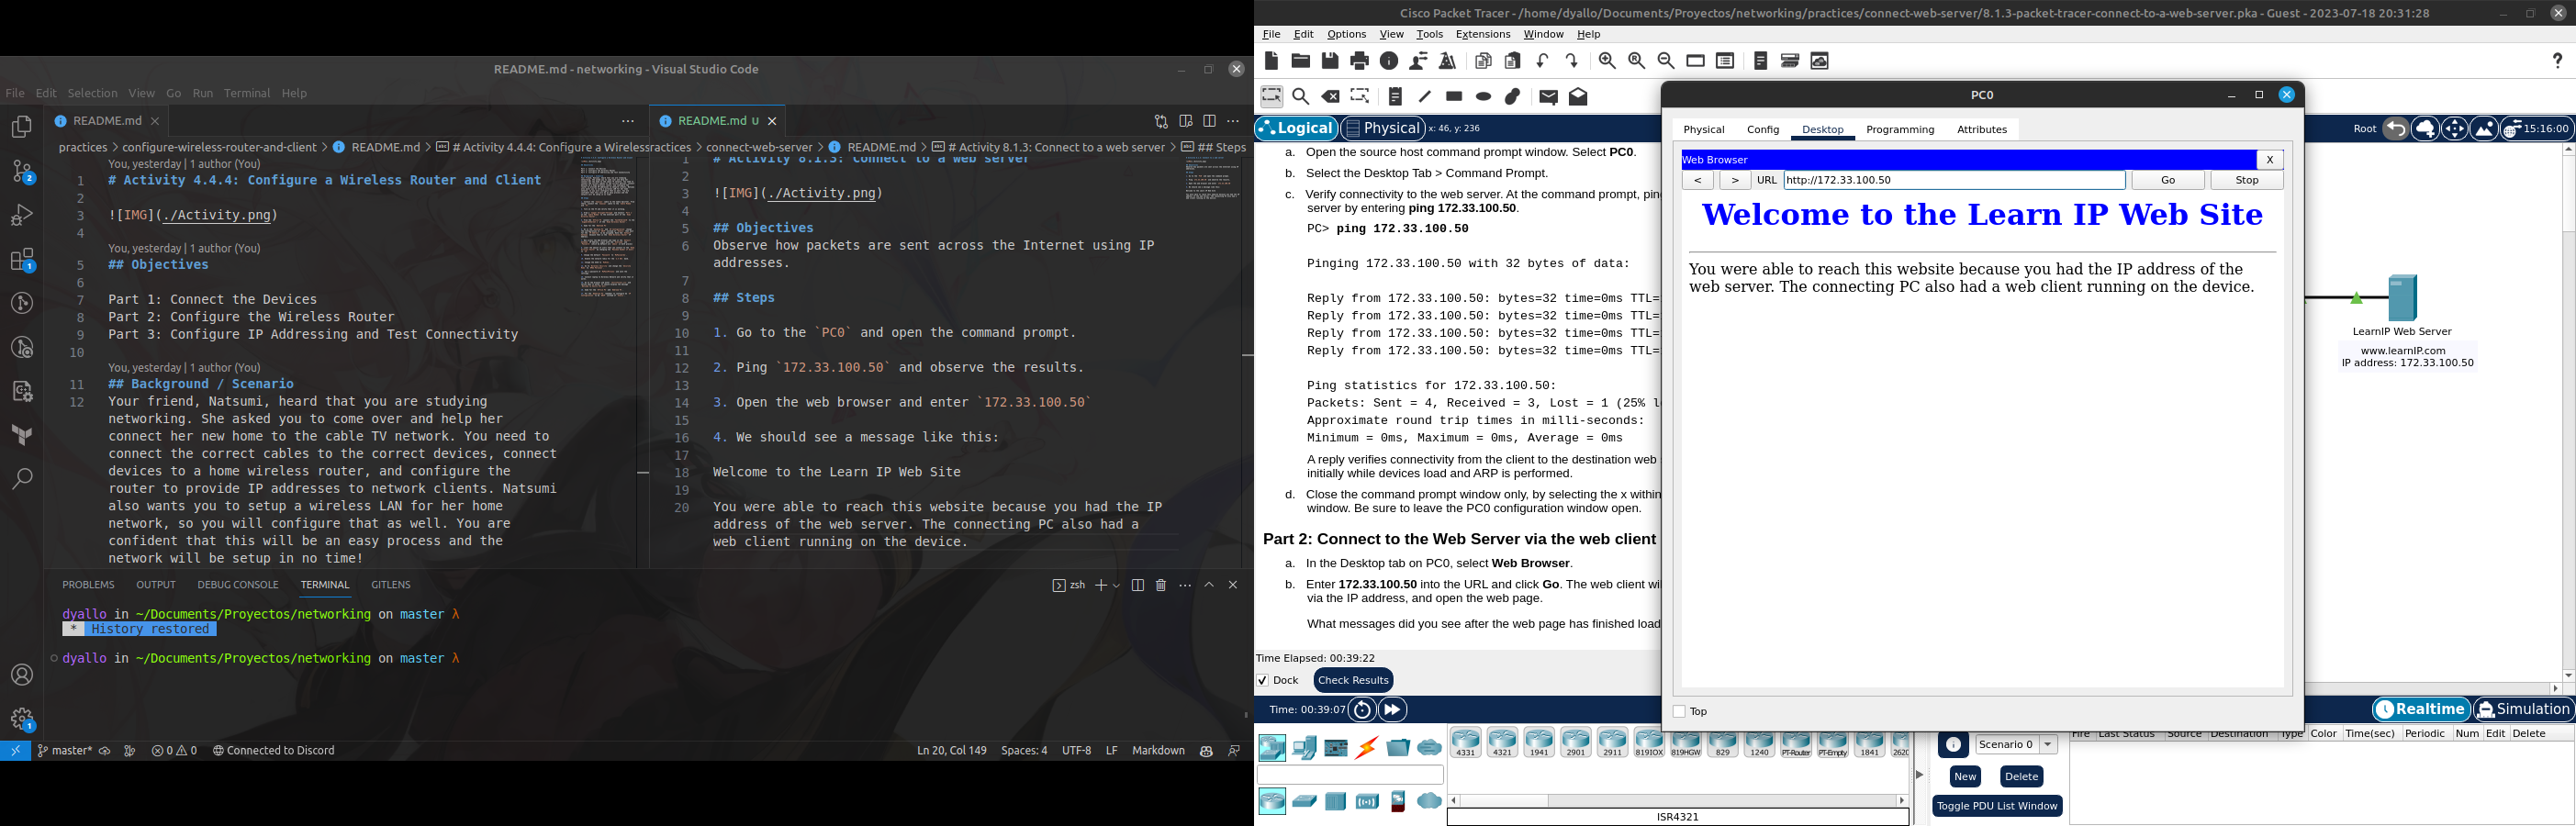 README.md - networking - Visual Studio Code
File Edit Selection View Go Run Terminal Help
README.md
README.md U
practices configure-wireless-router-and-client README.md # Activity 4.4.4: Configure a Wireless
ractices connect-web-server README.md # Activity 8.1.3: Connect to a web server ## Steps
You, yesterday | 1 author (You)
1 # Activity 4.4.4: Configure a Wireless Router and Client
2
3 ![IMG](./Activity.png)
4
You, yesterday | 1 author (You)
5 ## Objectives
6
7 Part 1: Connect the Devices
8 Part 2: Configure the Wireless Router
9 Part 3: Configure IP Addressing and Test Connectivity
10
You, yesterday | 1 author (You)
11 ## Background / Scenario
12 Your friend, Natsumi, heard that you are studying
networking. She asked you to come over and help her
connect her new home to the cable TV network. You need to
connect the correct cables to the correct devices, connect
devices to a home wireless router, and configure the
router to provide IP addresses to network clients. Natsumi
also wants you to setup a wireless LAN for her home
network, so you will configure that as well. You are
confident that this will be an easy process and the
network will be setup in no time!
1 # Activity 8.1.3: Connect to a web server
2
3 ![IMG](./Activity.png)
4
5 ## Objectives
6 Observe how packets are sent across the Internet using IP
addresses.
7
8 ## Steps
9
10 1. Go to the `PC0` and open the command prompt.
11
12 2. Ping `172.33.100.50` and observe the results.
13
14 3. Open the web browser and enter `172.33.100.50`
15
16 4. We should see a message like this:
17
18 Welcome to the Learn IP Web Site
19
20 You were able to reach this website because you had the IP
address of the web server. The connecting PC also had a
web client running on the device.
PROBLEMS OUTPUT DEBUG CONSOLE TERMINAL GITLENS
zsh
dyallo in ~/Documents/Proyectos/networking on master λ
* History restored
dyallo in ~/Documents/Proyectos/networking on master λ
master* 0 0 Connected to Discord
Ln 20, Col 149 Spaces: 4 UTF-8 LF Markdown
2
1
1
Cisco Packet Tracer - /home/dyallo/Documents/Proyectos/networking/practices/connect-web-server/8.1.3-packet-tracer-connect-to-a-web-server.pka - Guest - 2023-07-18 20:31:28
File Edit Options View Tools Extensions Window Help
?
Logical Physical x: 46, y: 236
Root 15:16:00
a. Open the source host command prompt window. Select PC0.
b. Select the Desktop Tab > Command Prompt.
c. Verify connectivity to the web server. At the command prompt, pin
server by entering ping 172.33.100.50.
PC> ping 172.33.100.50
Pinging 172.33.100.50 with 32 bytes of data:
Reply from 172.33.100.50: bytes=32 time=0ms TTL=
Reply from 172.33.100.50: bytes=32 time=0ms TTL=
Reply from 172.33.100.50: bytes=32 time=0ms TTL=
Reply from 172.33.100.50: bytes=32 time=0ms TTL=
Ping statistics for 172.33.100.50:
Packets: Sent = 4, Received = 3, Lost = 1 (25% l
Approximate round trip times in milli-seconds:
Minimum = 0ms, Maximum = 0ms, Average = 0ms
A reply verifies connectivity from the client to the destination web
initially while devices load and ARP is performed.
d. Close the command prompt window only, by selecting the x within
window. Be sure to leave the PC0 configuration window open.
Part 2: Connect to the Web Server via the web client
a. In the Desktop tab on PC0, select Web Browser.
b. Enter 172.33.100.50 into the URL and click Go. The web client wi
via the IP address, and open the web page.
What messages did you see after the web page has finished load
Time Elapsed: 00:39:22
Dock Check Results
PC0
Physical Config Desktop Programming Attributes
Web Browser X
< > URL http://172.33.100.50 Go Stop
Welcome to the Learn IP Web Site
You were able to reach this website because you had the IP address of the
web server. The connecting PC also had a web client running on the device.
Top
LearnIP Web Server
www.learnIP.com
IP address: 172.33.100.50
Time: 00:39:07
Realtime Simulation
4331 4321 1941 2901 2911 819IOX 819HGW 829 1240 PT-Router PT-Empty 1841 262
ISR4321
Scenario 0
New Delete
Toggle PDU List Window
Fire Last Status Source Destination Type Color Time(sec) Periodic Num Edit Delete